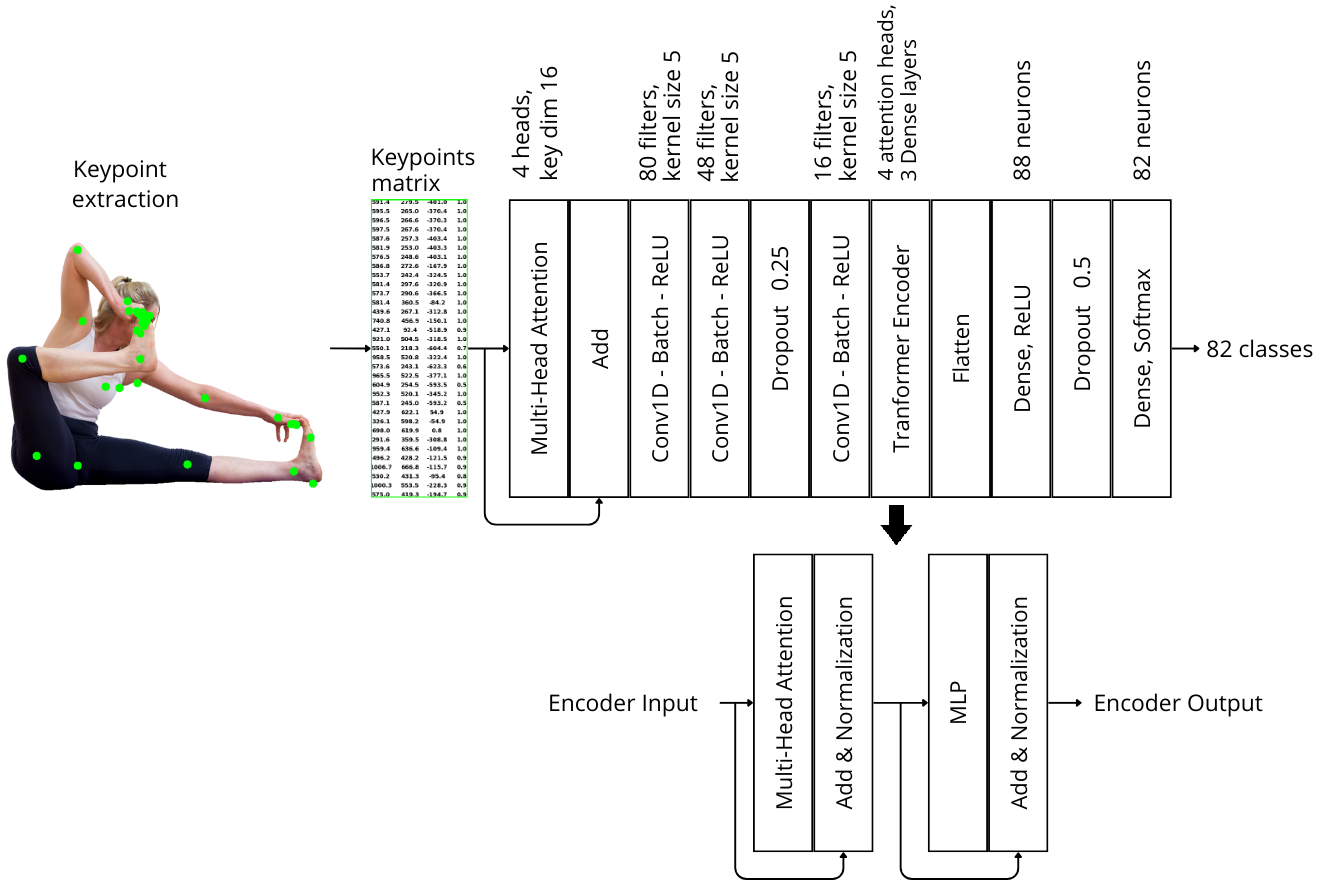 Keypoint
extraction
Keypoints
matrix
591.4 279.5 -401.0 1.0
595.5 265.0 -370.4 1.0
596.5 266.6 -370.3 1.0
597.5 267.6 -370.4 1.0
587.6 257.3 -403.4 1.0
581.9 253.0 -403.3 1.0
576.5 248.6 -403.1 1.0
586.8 272.6 -167.9 1.0
553.7 242.4 -324.5 1.0
581.4 297.6 -320.9 1.0
573.7 290.6 -366.5 1.0
581.4 360.5 -84.2 1.0
439.6 267.1 -312.8 1.0
740.8 456.9 -150.1 1.0
427.1 92.4 -518.9 0.9
921.0 504.5 -318.5 1.0
550.1 218.3 -604.4 0.7
958.5 520.8 -322.4 1.0
573.6 243.1 -623.3 0.6
965.5 522.5 -377.1 1.0
604.9 254.5 -593.5 0.5
952.3 520.1 -345.2 1.0
587.1 245.0 -593.2 0.5
427.9 622.1 54.9 1.0
326.1 598.2 -54.9 1.0
698.0 619.9 0.8 1.0
291.6 359.5 -308.8 1.0
959.4 636.6 -109.4 1.0
496.2 428.2 -121.5 0.9
1006.7 666.8 -115.7 0.9
530.2 431.3 -95.4 0.8
1000.3 553.5 -228.3 0.9
575.0 419.3 -194.7 0.9
4 heads,
key dim 16
80 filters,
kernel size 5
48 filters,
kernel size 5
16 filters,
kernel size 5
4 attention heads,
3 Dense layers
88 neurons
82 neurons
Multi-Head Attention
Add
Conv1D - Batch - ReLU
Conv1D - Batch - ReLU
Dropout 0.25
Conv1D - Batch - ReLU
Tranformer Encoder
Flatten
Dense, ReLU
Dropout 0.5
Dense, Softmax
82 classes
Encoder Input
Multi-Head Attention
Add & Normalization
MLP
Add & Normalization
Encoder Output